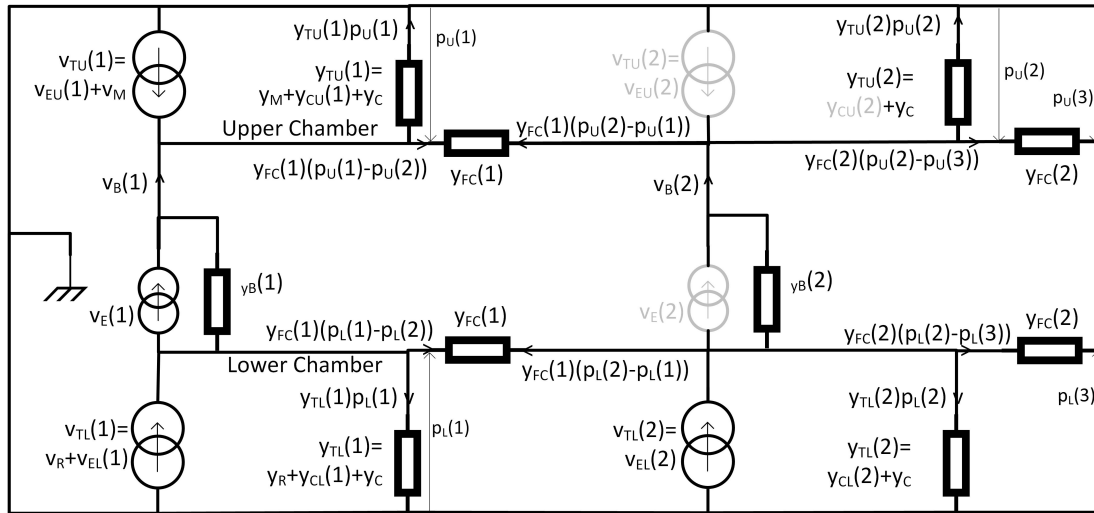 yTU(1)pU(1)
pU(1)
vTU(1)=
vEU(1)+vM
yTU(1)=
yM+yCU(1)+yC
vTU(2)=
vEU(2)
yTU(2)pU(2)
yTU(2)=
yCU(2)+yC
pU(2)
pU(3)
Upper Chamber
yFC(1)(pU(2)-pU(1))
yFC(1)(pU(1)-pU(2))
yFC(1)
yFC(2)(pU(2)-pU(3))
yFC(2)
vB(1)
vB(2)
yB(1)
yB(2)
vE(1)
vE(2)
yFC(1)(pL(1)-pL(2))
yFC(1)
yFC(2)(pL(2)-pL(3))
yFC(2)
Lower Chamber
yFC(1)(pL(2)-pL(1))
yTL(1)pL(1)
pL(1)
yTL(2)pL(2)
pL(3)
vTL(1)=
vR+vEL(1)
yTL(1)=
yR+yCL(1)+yC
vTL(2)=
vEL(2)
yTL(2)=
yCL(2)+yC